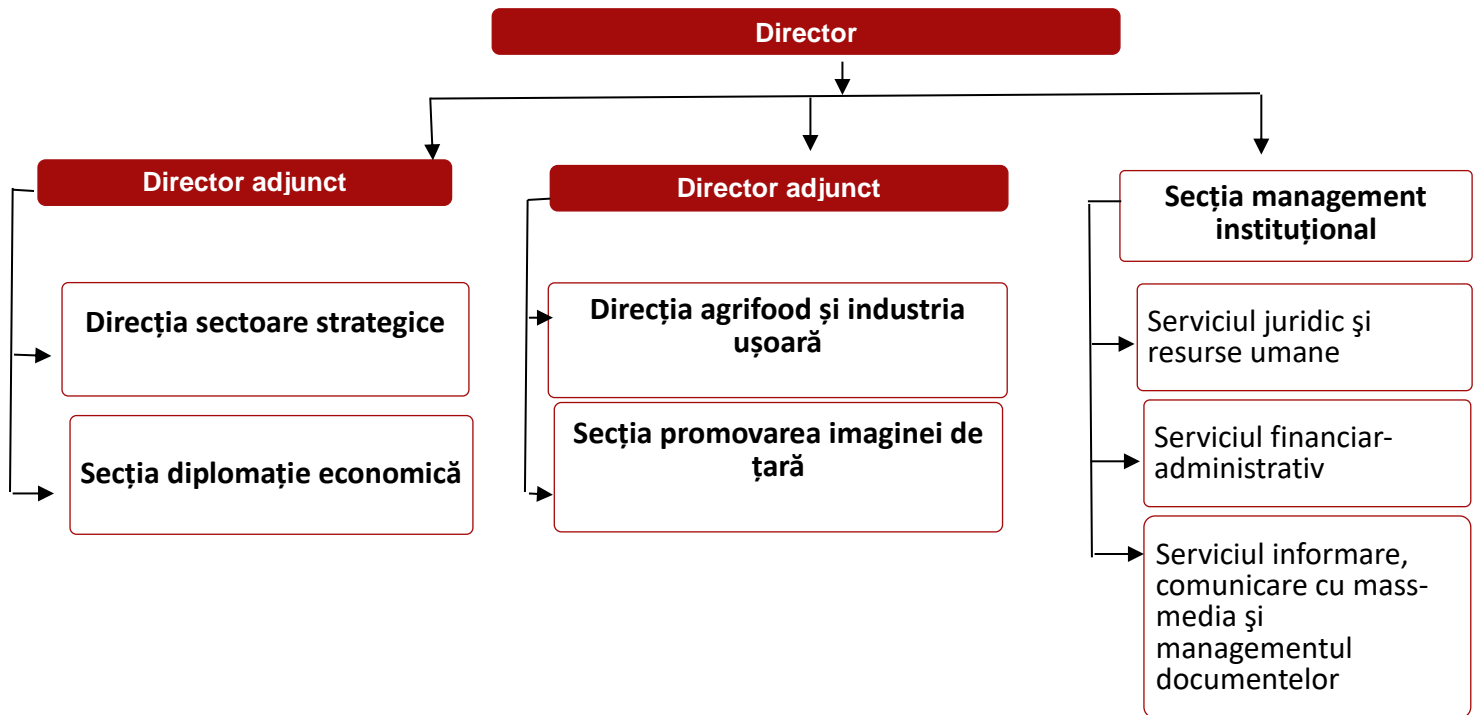 Director
Director adjunct
Direcția sectoare strategice
Secția diplomație economică
Director adjunct
Direcția agrifood și industria
ușoară
Secția promovarea imaginei de
țară
Secția management
instituțional
Serviciul juridic şi
resurse umane
Serviciul financiar-
administrativ
Serviciul informare,
comunicare cu mass-
media şi
managementul
documentelor